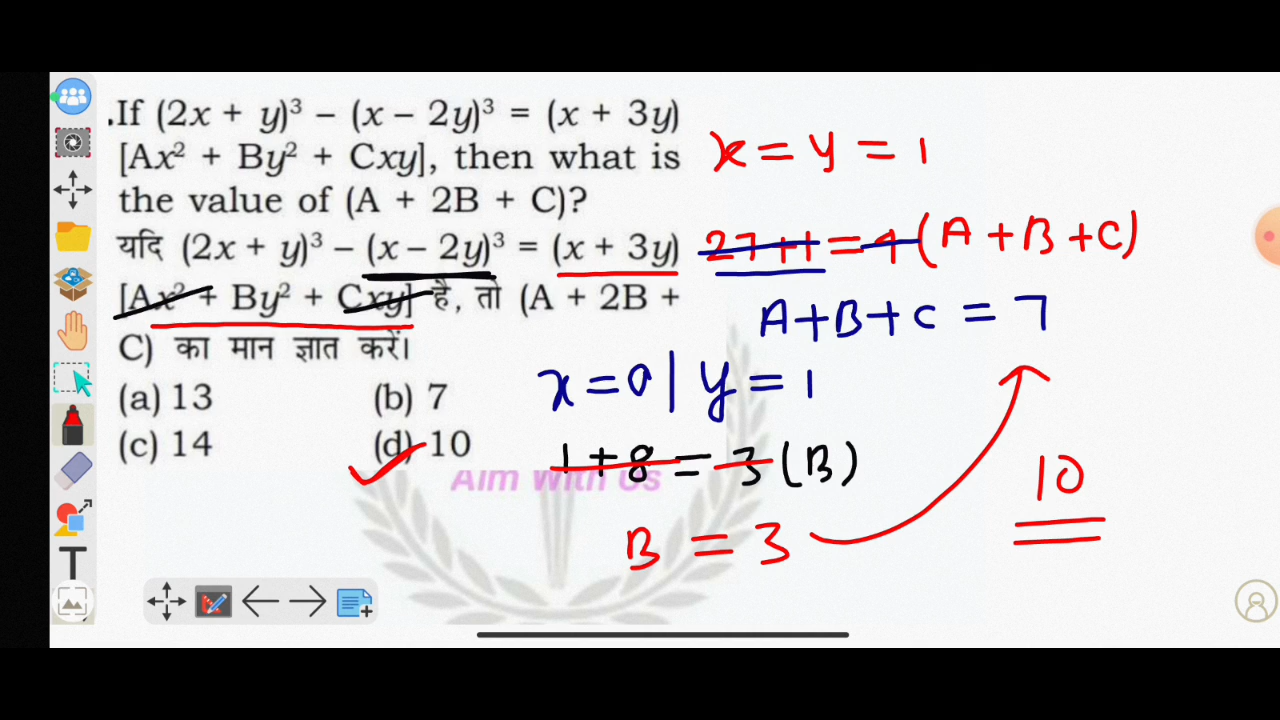 .If (2x + y)³ – (x – 2y)³ = (x + 3y)
[Ax² + By² + Cxy], then what is
the value of (A + 2B + C)?
यदि (2x + y)³ – (x – 2y)³ = (x + 3y)
[Ax² + By² + Cxy] है, तो (A + 2B +
C) का मान ज्ञात करें।
(a) 13 (b) 7
(c) 14 (d) 10
Aim With Us
x = y = 1
27+1 = 4(A+B+C)
A+B+C = 7
x=0 | y=1
1+8 = 3(B)
B = 3
10
T